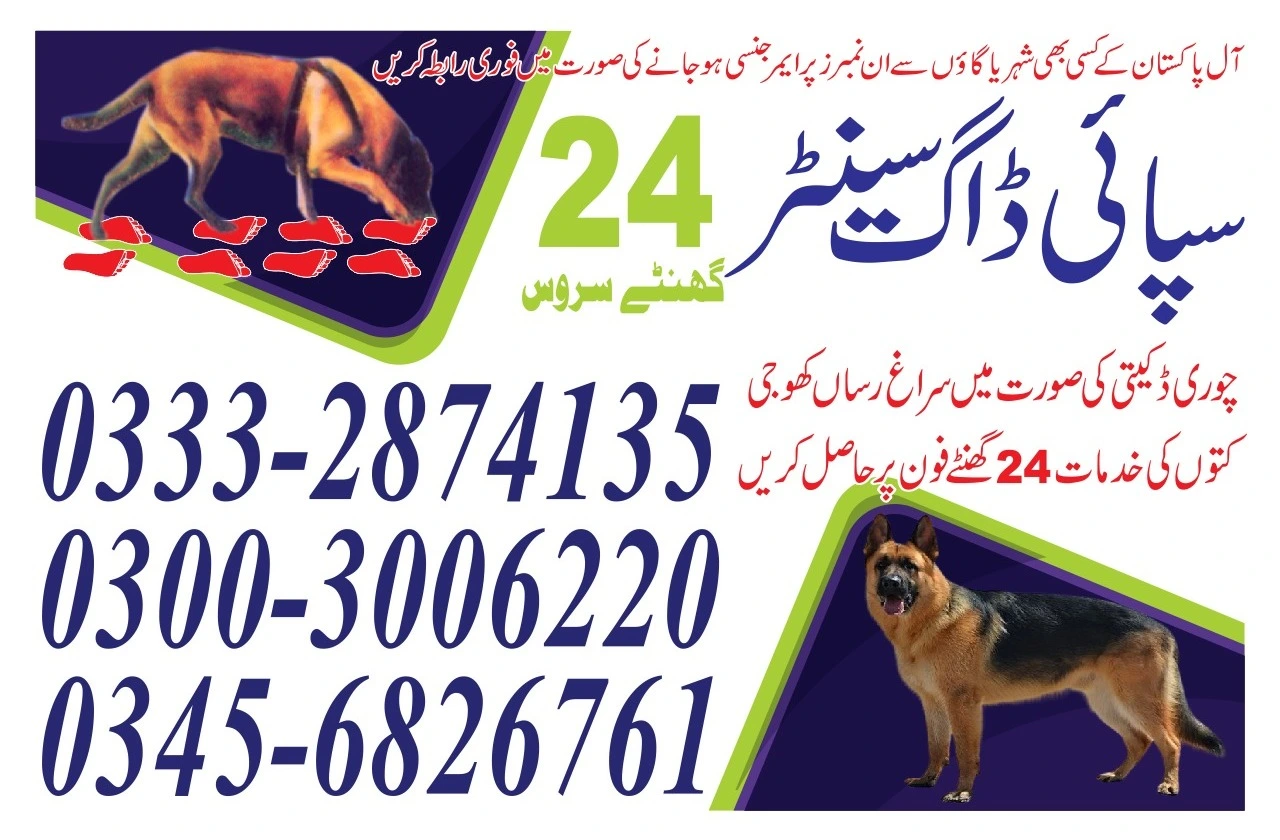 آل پاکستان کے کسی بھی شہر یا گاؤں سے ان نمبرز پر ایمرجنسی ہو جانے کی صورت میں فوری رابطہ کریں
سپائی ڈاگ سینٹر
24
گھنٹے سروس
چوری ڈکیتی کی صورت میں سراغ رساں کھوجی
کتوں کی خدمات 24 گھنٹے فون پر حاصل کریں
0333-2874135
0300-3006220
0345-6826761